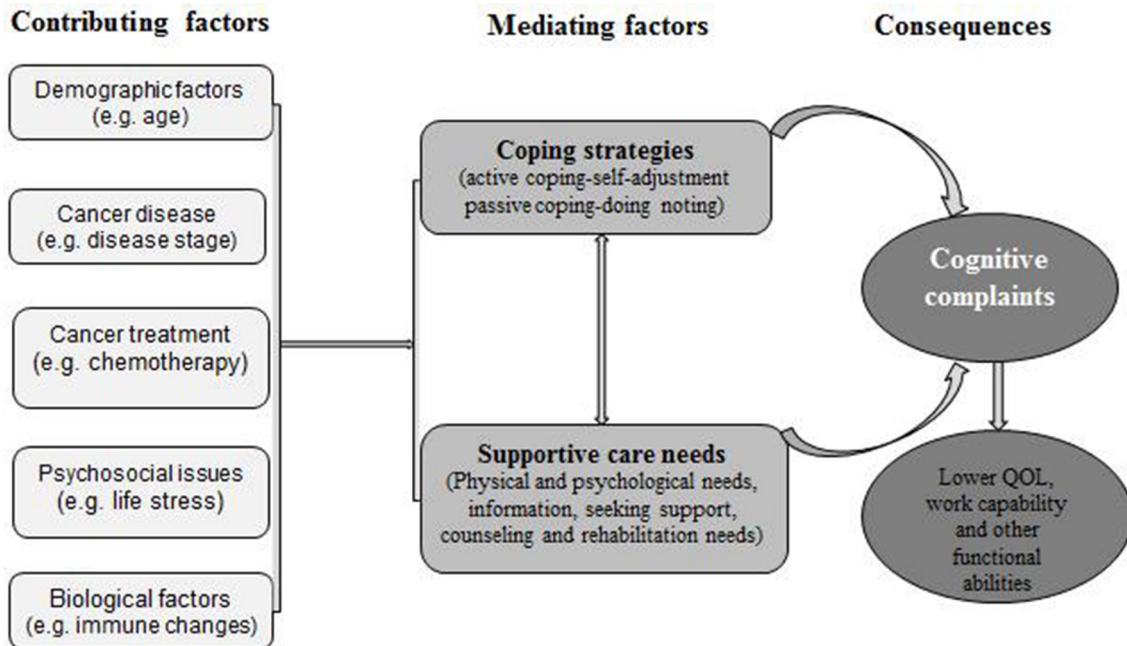 Contributing factors
Demographic factors
(e.g. age)
Cancer disease
(e.g. disease stage)
Cancer treatment
(e.g. chemotherapy)
Psychosocial issues
(e.g. life stress)
Biological factors
(e.g. immune changes)
Mediating factors
Coping strategies
(active coping-self-adjustment
passive coping-doing noting)
Supportive care needs
(Physical and psychological needs,
information, seeking support,
counseling and rehabilitation needs)
Consequences
Cognitive
complaints
Lower QOL,
work capability
and other
functional
abilities